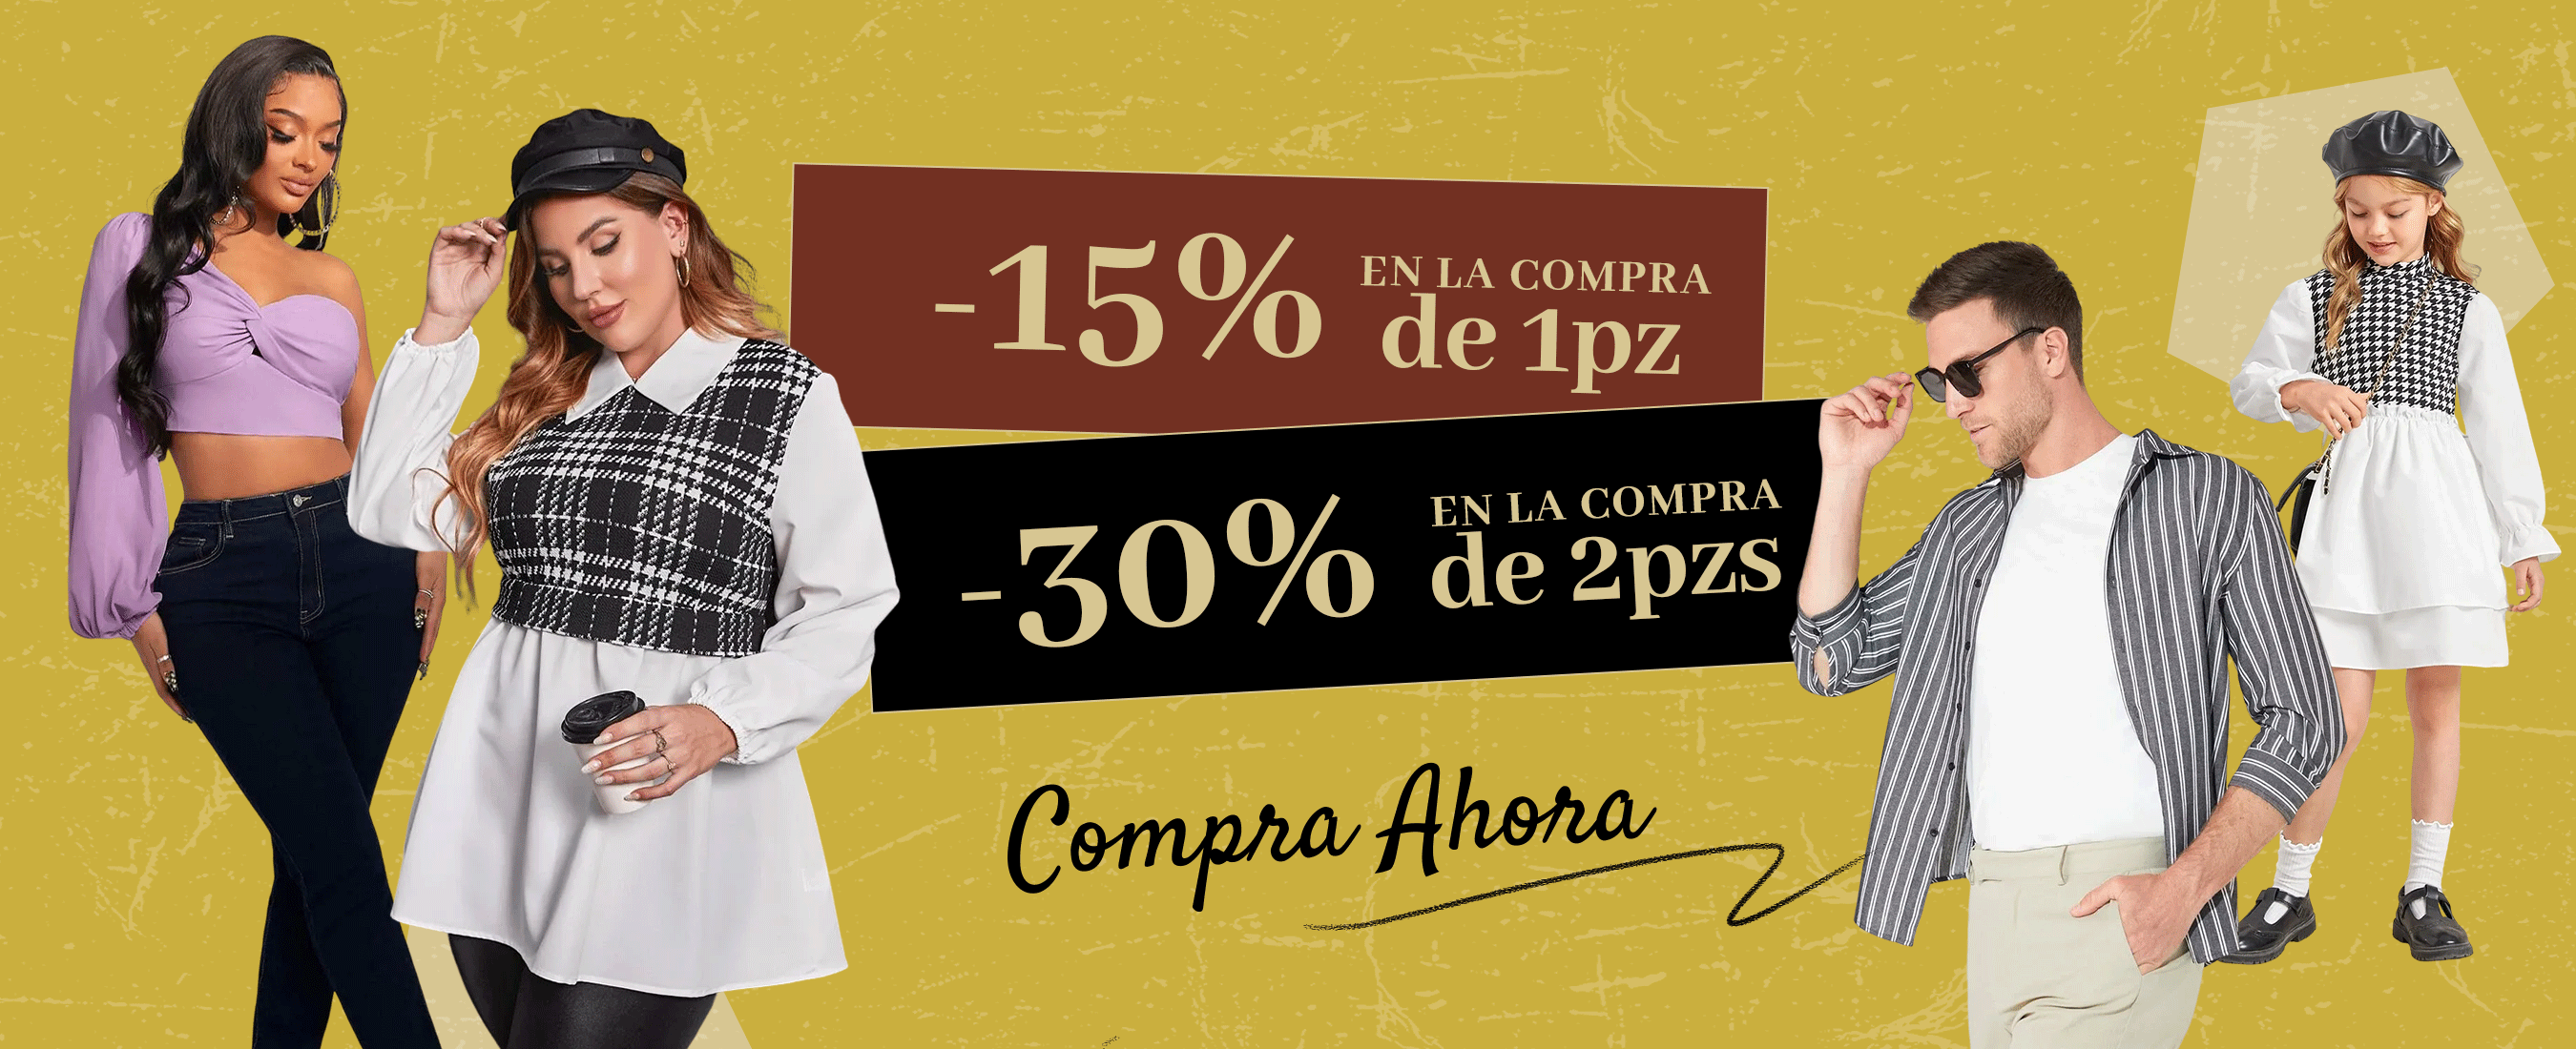 -15% EN LA COMPRA
de 1pz
-30% EN LA COMPRA
de 2pzs
Compra Ahora